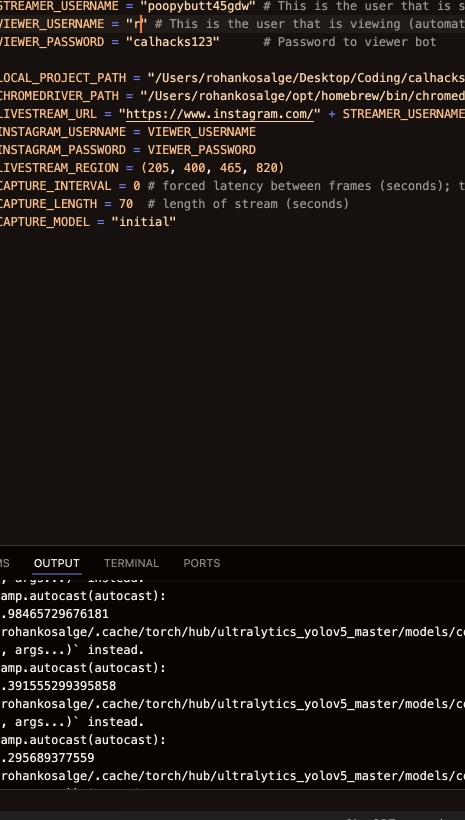 STREAMER_USERNAME = "poopybutt45gdw" # This is the user that is s
VIEWER_USERNAME = "r" # This is the user that is viewing (automat
VIEWER_PASSWORD = "calhacks123" # Password to viewer bot
LOCAL_PROJECT_PATH = "/Users/rohankosalge/Desktop/Coding/calhacks
CHROMEDRIVER_PATH = "/Users/rohankosalge/opt/homebrew/bin/chromed
LIVESTREAM_URL = "https://www.instagram.com/" + STREAMER_USERNAME
INSTAGRAM_USERNAME = VIEWER_USERNAME
INSTAGRAM_PASSWORD = VIEWER_PASSWORD
LIVESTREAM_REGION = (205, 400, 465, 820)
CAPTURE_INTERVAL = 0 # forced latency between frames (seconds); t
CAPTURE_LENGTH = 70 # length of stream (seconds)
CAPTURE_MODEL = "initial"
MS OUTPUT TERMINAL PORTS
, args...)` instead.
amp.autocast(autocast):
.98465729676181
rohankosalge/.cache/torch/hub/ultralytics_yolov5_master/models/co
, args...)` instead.
amp.autocast(autocast):
.391555299395858
rohankosalge/.cache/torch/hub/ultralytics_yolov5_master/models/co
, args...)` instead.
amp.autocast(autocast):
.295689377559
rohankosalge/.cache/torch/hub/ultralytics_yolov5_master/models/co